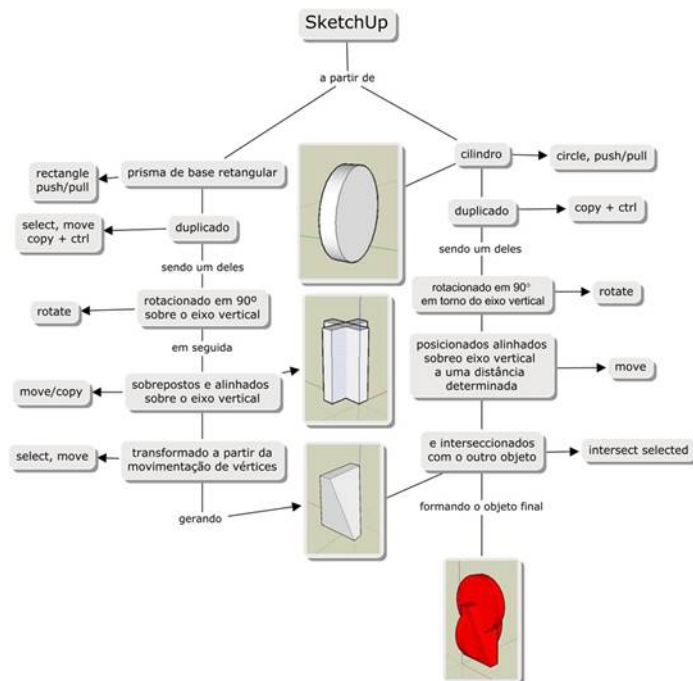 SketchUp
a partir de
rectangle
push/pull
prisma de base retangular
cilindro
circle, push/pull
select, move
copy + ctrl
duplicado
duplicado
copy + ctrl
sendo um deles
sendo um deles
rotate
rotacionado em 90º
sobre o eixo vertical
rotacionado em 90°
em torno do eixo vertical
rotate
em seguida
posicionados alinhados
sobreo eixo vertical
a uma distância
determinada
move
move/copy
sobrepostos e alinhados
sobre o eixo vertical
select, move
transformado a partir da
movimentação de vértices
e interseccionados
com o outro objeto
intersect selected
gerando
formando o objeto final